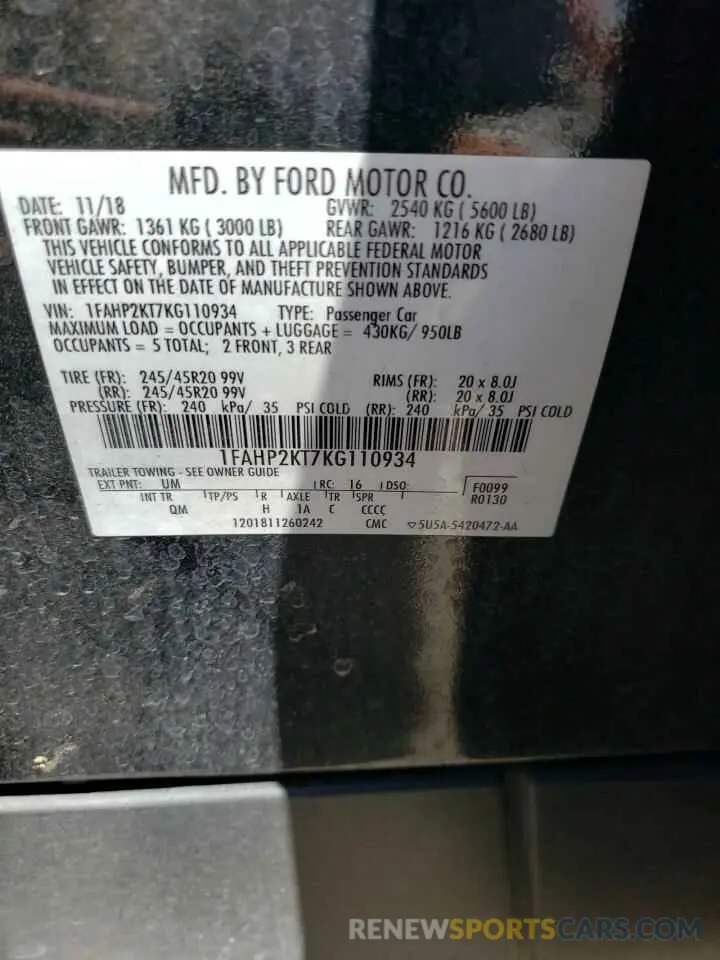 MFD. BY FORD MOTOR CO.
DATE: 11/18 GVWR: 2540 KG ( 5600 LB)
FRONT GAWR: 1361 KG ( 3000 LB) REAR GAWR: 1216 KG ( 2680 LB)
THIS VEHICLE CONFORMS TO ALL APPLICABLE FEDERAL MOTOR
VEHICLE SAFETY, BUMPER, AND THEFT PREVENTION STANDARDS
IN EFFECT ON THE DATE OF MANUFACTURE SHOWN ABOVE.
VIN: 1FAHP2KT7KG110934 TYPE: Passenger Car
MAXIMUM LOAD = OCCUPANTS + LUGGAGE = 430KG/ 950LB
OCCUPANTS = 5 TOTAL; 2 FRONT, 3 REAR
TIRE (FR): 245/45R20 99V RIMS (FR): 20 x 8.0J
(RR): 245/45R20 99V (RR): 20 x 8.0J
PRESSURE (FR): 240 kPa/ 35 PSI COLD (RR): 240 kPa/ 35 PSI COLD
1FAHP2KT7KG110934
TRAILER TOWING - SEE OWNER GUIDE
EXT PNT: UM RC: 16 DSO: F0099
INT TR TP/PS R AXLE TR SPR R0130
QM H 1A C CCCC
1201811260242 CMC 5U5A-5420472-AA
RENEWSPORTSCARS.COM